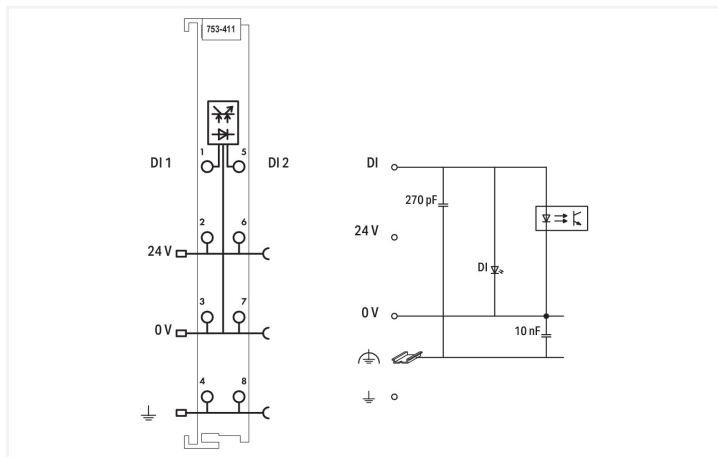 753-411
1 5
DI 1 DI 2 DI
270 pF
2 6
24 V 24 V
DI
3 7
0 V 0 V
10 nF
4 8